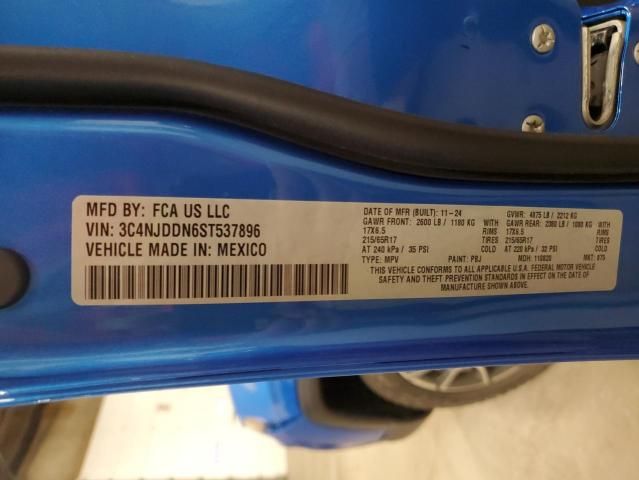 MFD BY: FCA US LLC
VIN: 3C4NJDDN6ST537896
VEHICLE MADE IN: MEXICO
DATE OF MFR (BUILT): 11-24 GVWR: 4875 LB / 2212 KG
GAWR FRONT: 2600 LB / 1180 KG GAWR REAR: 2380 LB / 1080 KG
17X6.5 RIMS 17X6.5
215/65R17 TIRES 215/65R17
AT 240 kPa / 35 PSI COLD AT 220 kPa / 32 PSI
RIMS
TIRES
COLD
TYPE: MPV PAINT: PBJ MDH: 110820 MKT: 875
THIS VEHICLE CONFORMS TO ALL APPLICABLE U.S.A. FEDERAL MOTOR VEHICLE
SAFETY AND THEFT PREVENTION STANDARDS IN EFFECT ON THE DATE OF
MANUFACTURE SHOWN ABOVE.